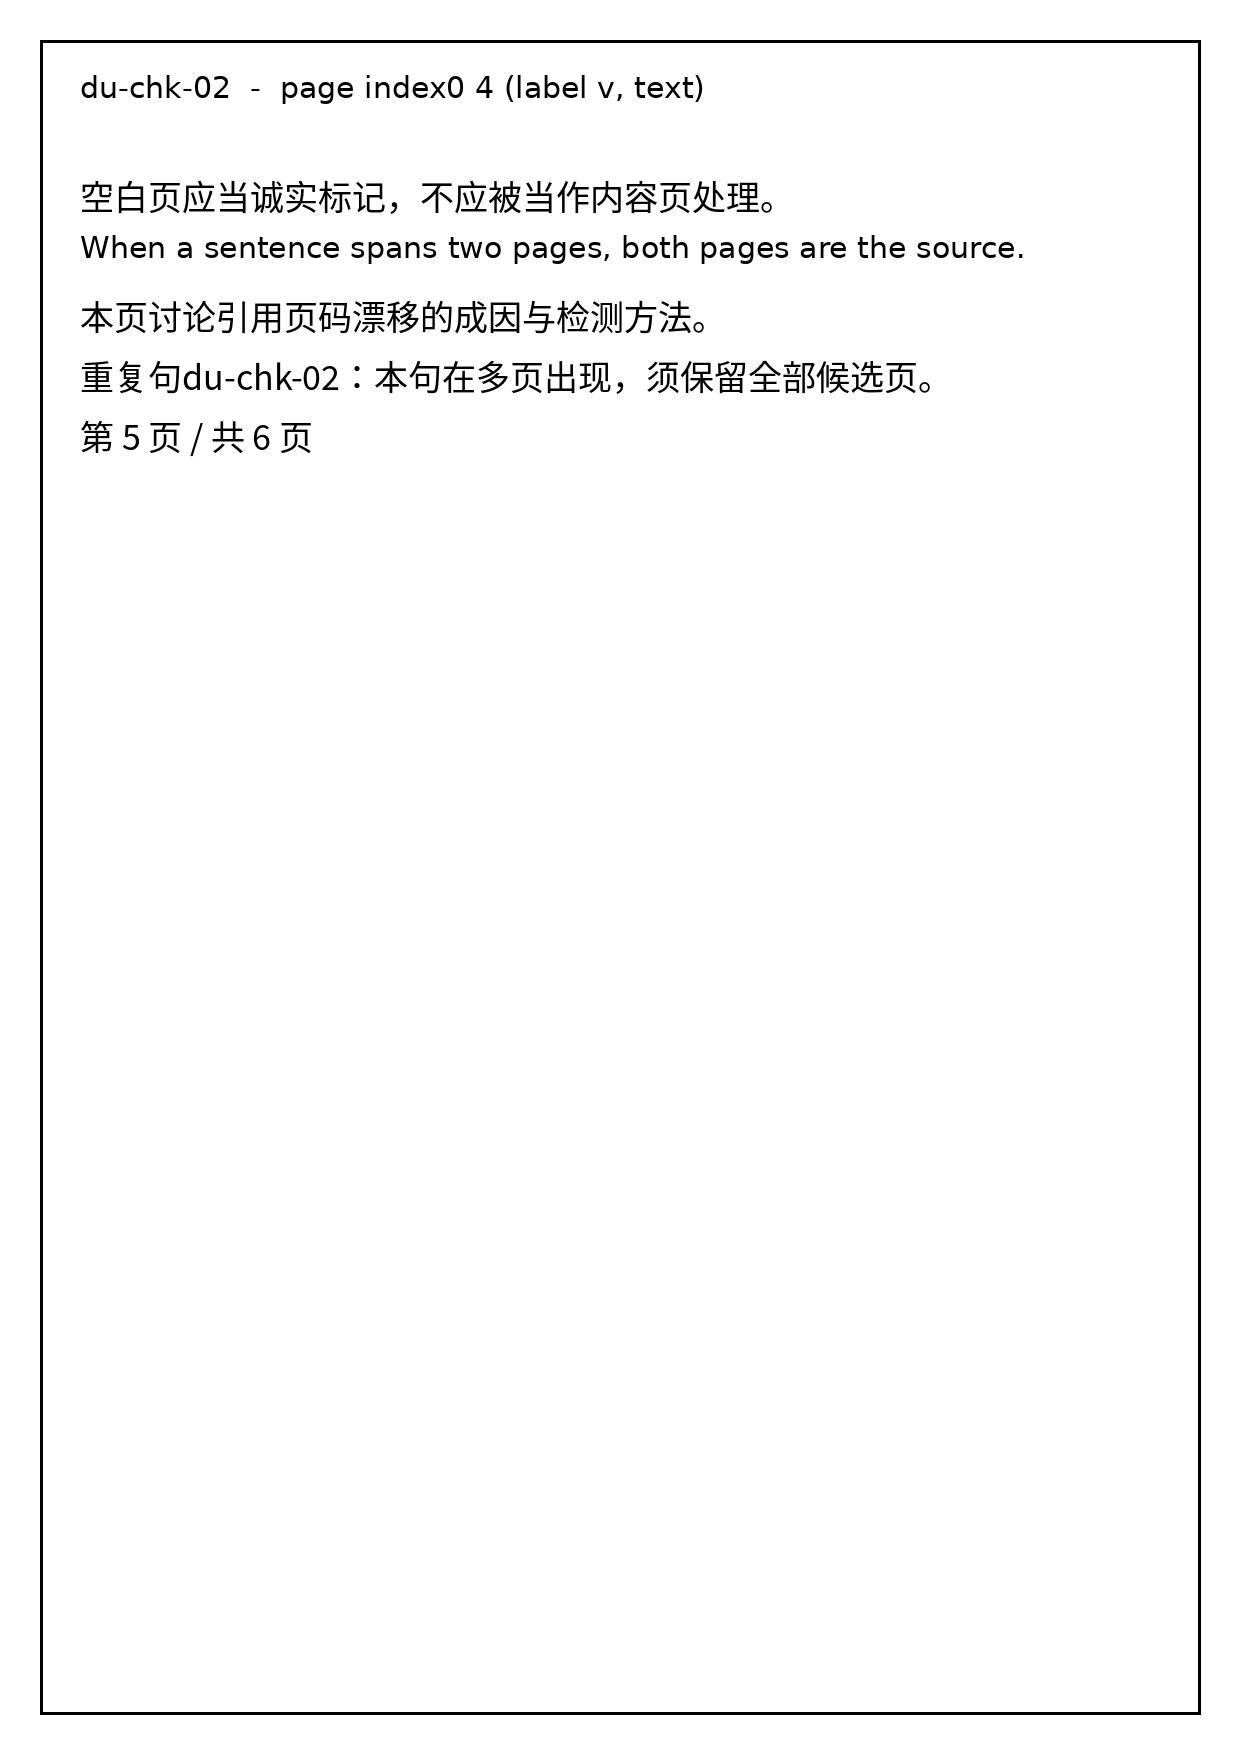 du-chk-02  -  page index0 4 (label v, text)
空白页应当诚实标记，不应被当作内容页处理。
When a sentence spans two pages, both pages are the source.
本页讨论引用页码漂移的成因与检测方法。
重复句du-chk-02：本句在多页出现，须保留全部候选页。
第 5 页 / 共 6 页